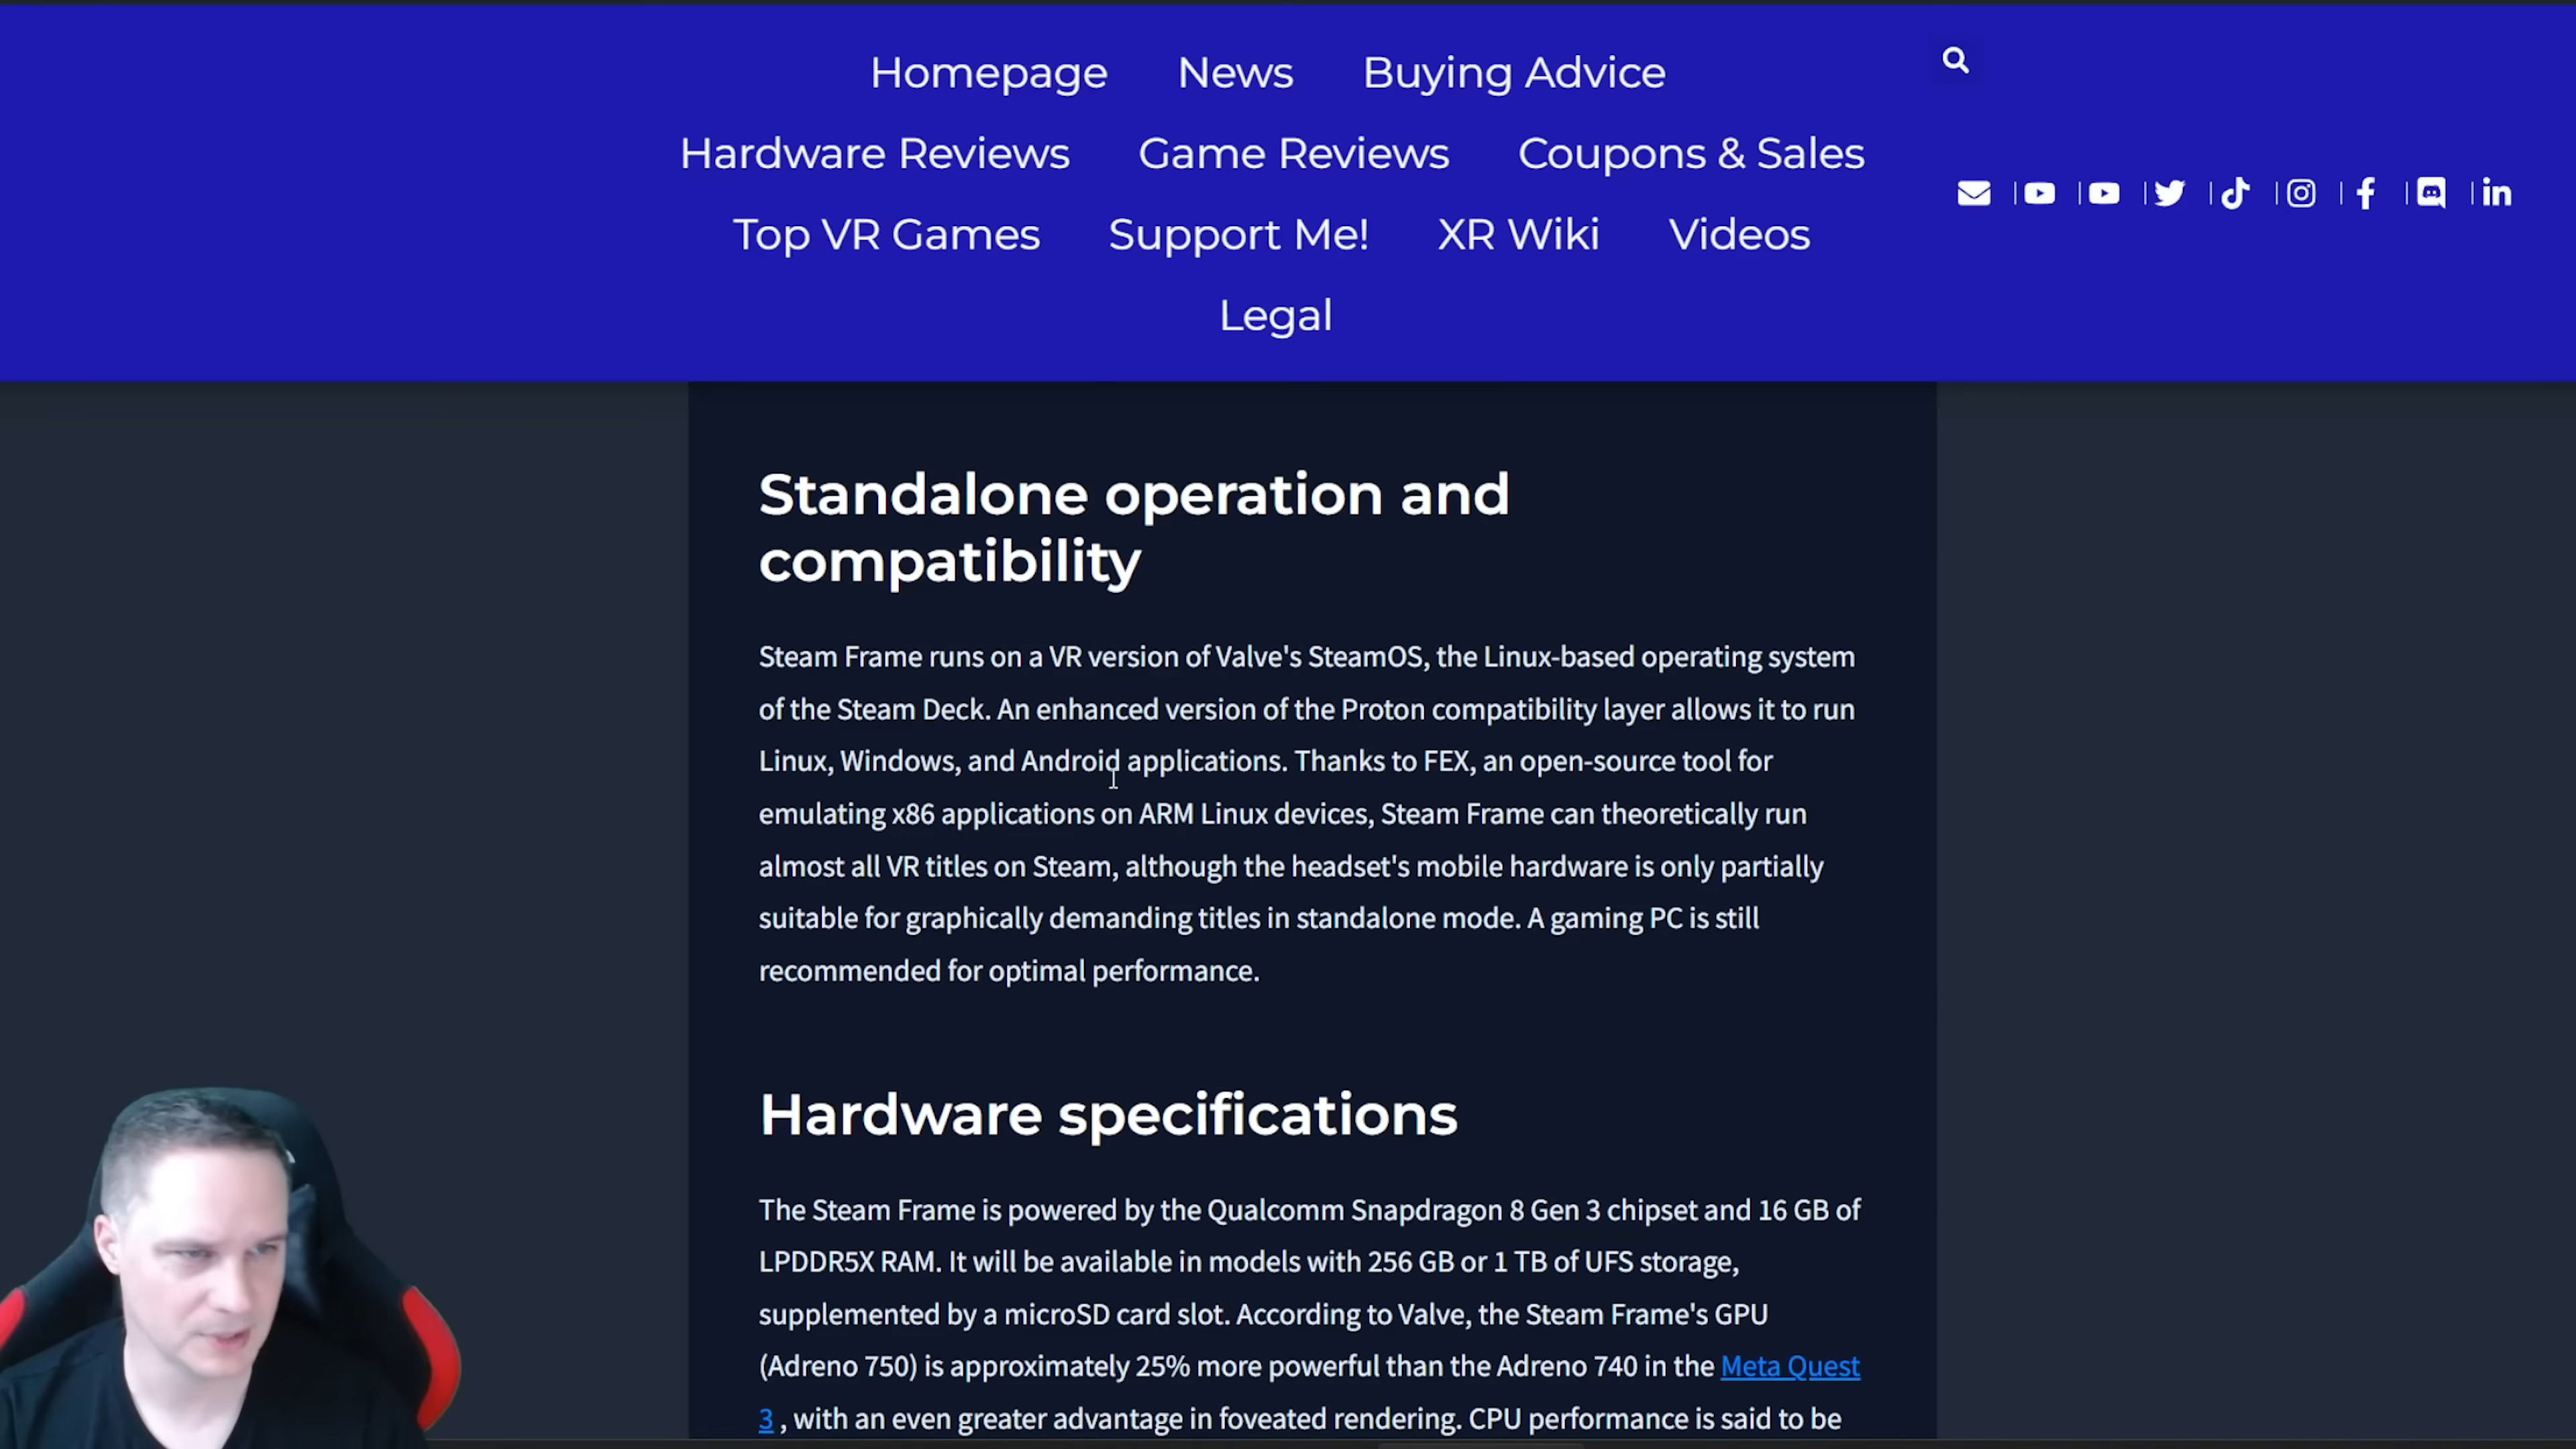 Homepage News Buying Advice
Hardware Reviews Game Reviews Coupons & Sales
Top VR Games Support Me! XR Wiki Videos
Legal
Standalone operation and
compatibility
Steam Frame runs on a VR version of Valve's SteamOS, the Linux-based operating system
of the Steam Deck. An enhanced version of the Proton compatibility layer allows it to run
Linux, Windows, and Android applications. Thanks to FEX, an open-source tool for
emulating x86 applications on ARM Linux devices, Steam Frame can theoretically run
almost all VR titles on Steam, although the headset's mobile hardware is only partially
suitable for graphically demanding titles in standalone mode. A gaming PC is still
recommended for optimal performance.
Hardware specifications
The Steam Frame is powered by the Qualcomm Snapdragon 8 Gen 3 chipset and 16 GB of
LPDDR5X RAM. It will be available in models with 256 GB or 1 TB of UFS storage,
supplemented by a microSD card slot. According to Valve, the Steam Frame's GPU
(Adreno 750) is approximately 25% more powerful than the Adreno 740 in the Meta Quest
3 , with an even greater advantage in foveated rendering. CPU performance is said to be